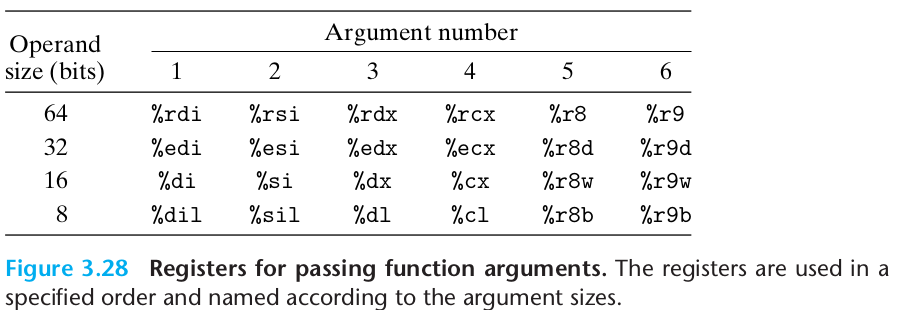 Operand size (bits) Argument number
1 2 3 4 5 6
64 %rdi %rsi %rdx %rcx %r8 %r9
32 %edi %esi %edx %ecx %r8d %r9d
16 %di %si %dx %cx %r8w %r9w
8 %dil %sil %dl %cl %r8b %r9b
Figure 3.28 Registers for passing function arguments. The registers are used in a
specified order and named according to the argument sizes.